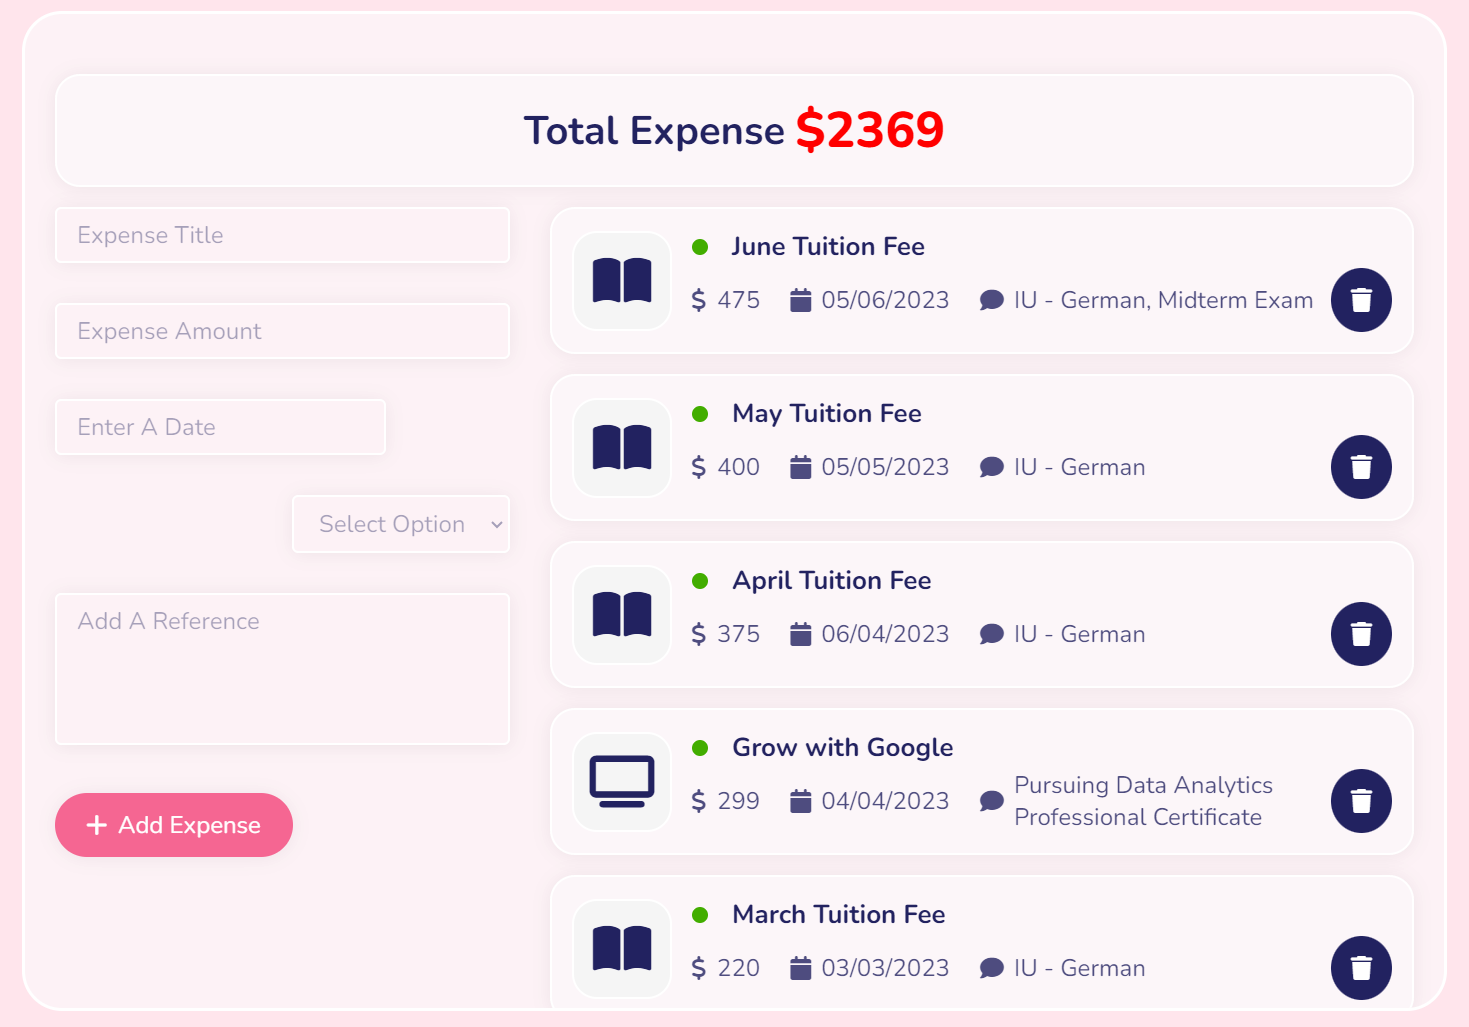 Total Expense $2369
Expense Title
Expense Amount
Enter A Date
Select Option
Add A Reference
+ Add Expense
June Tuition Fee
$ 475 05/06/2023 IU - German, Midterm Exam
May Tuition Fee
$ 400 05/05/2023 IU - German
April Tuition Fee
$ 375 06/04/2023 IU - German
Grow with Google
$ 299 04/04/2023 Pursuing Data Analytics
Professional Certificate
March Tuition Fee
$ 220 03/03/2023 IU - German